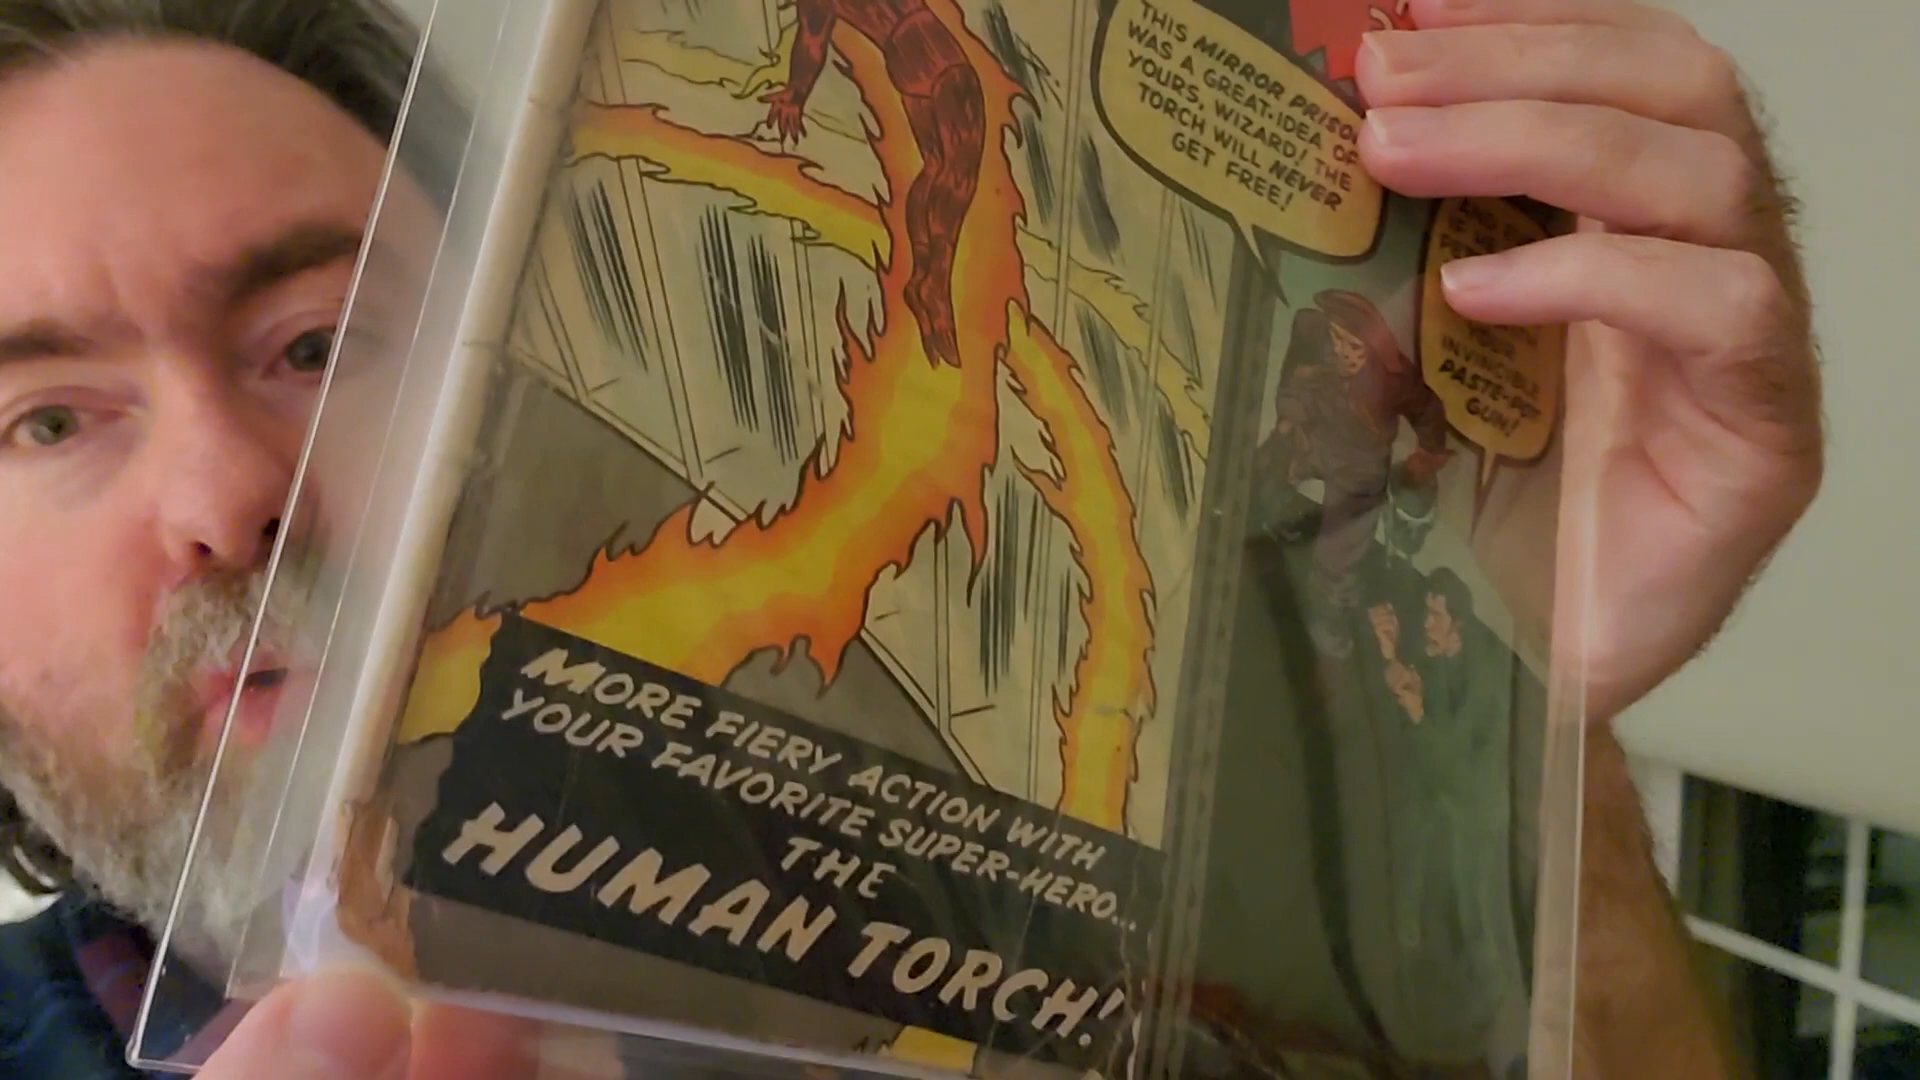 THIS MIRROR PRISON
WAS A GREAT IDEA OF
YOURS, WIZARD! THE
TORCH WILL NEVER
GET FREE!
YOUR
INVINCIBLE
PASTE-POT
GUN!
MORE FIERY ACTION WITH
YOUR FAVORITE SUPER-HERO...
THE
HUMAN TORCH!